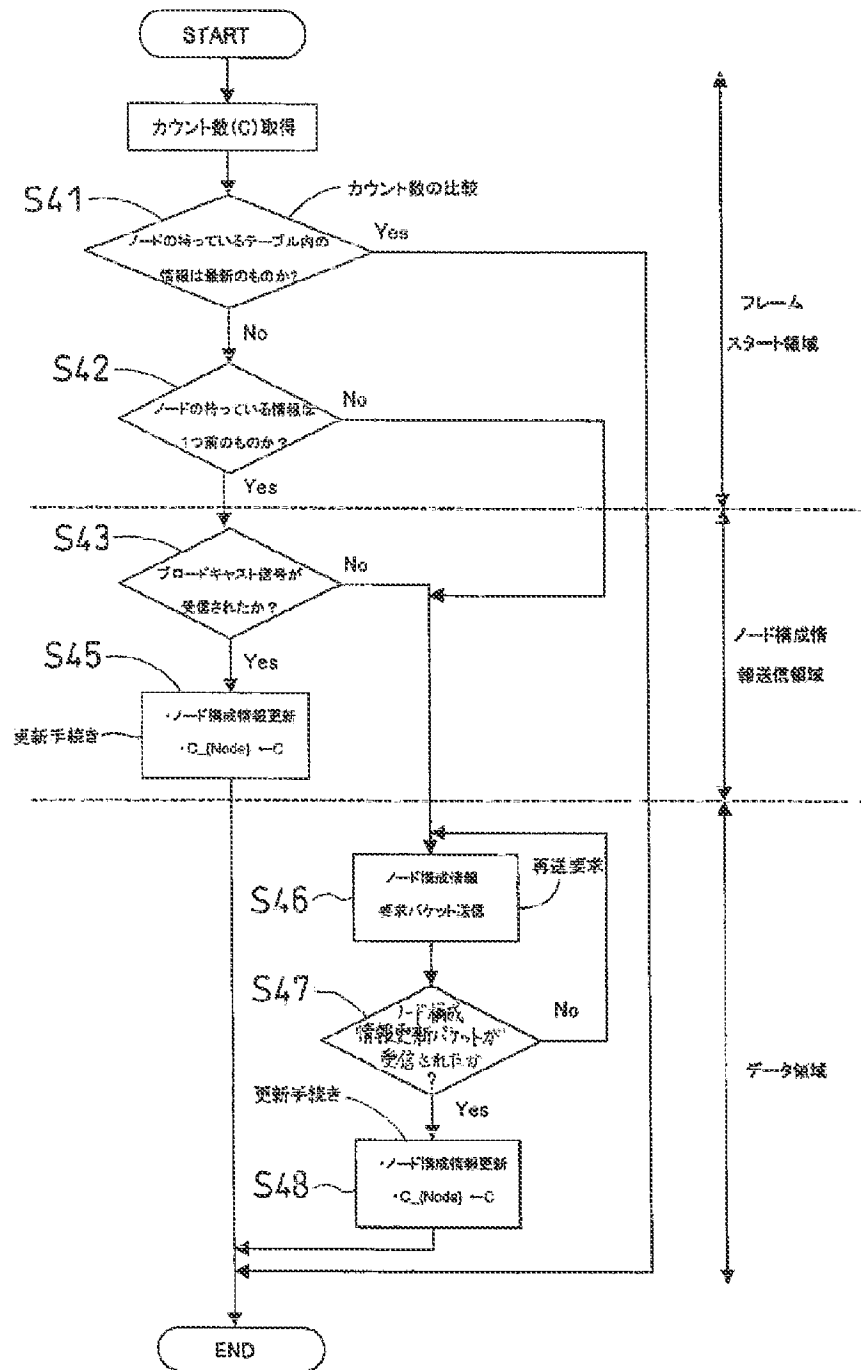 START
カウント数(C)取得
S41
カウント数の比較
ノードの持っているテーブル内の
情報は最新のものか?
Yes
No
フレーム
スタート領域
S42
ノードの持っている情報は
1つ前のものか?
No
Yes
S43
ブロードキャスト信号が
受信されたか?
No
Yes
ノード構成情
報送信領域
S45
更新手続き
・ノード構成情報更新
・C_{Node} ←C
S46
ノード構成情報
要求パケット送信
再送要求
S47
ノード構成
情報更新パケットが
受信されたか
?
No
Yes
データ領域
更新手続き
S48
・ノード構成情報更新
・C_{Node} ←C
END